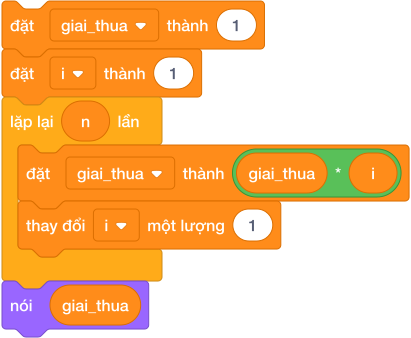 đặt giai_thua thành 1
đặt i thành 1
lặp lại n lần
đặt giai_thua thành giai_thua * i
thay đổi i một lượng 1
nói giai_thua